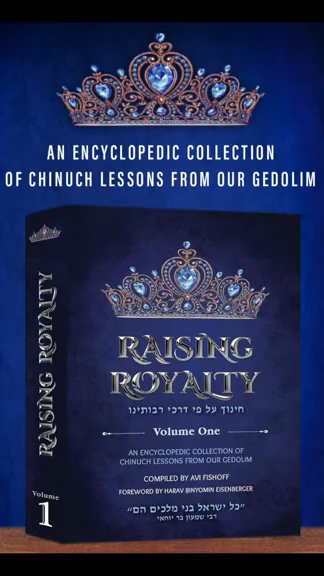 AN ENCYCLOPEDIC COLLECTION
OF CHINUCH LESSONS FROM OUR GEDOLIM
RAISING ROYALTY
Volume
1
RAISING
ROYALTY
חינוך על פי דרכי רבותינו
Volume One
AN ENCYCLOPEDIC COLLECTION OF
CHINUCH LESSONS FROM OUR GEDOLIM
COMPILED BY AVI FISHOFF
FOREWORD BY HARAV BINYOMIN EISENBERGER
"כל ישראל בני מלכים הם"
רבי שמעון בר יוחאי